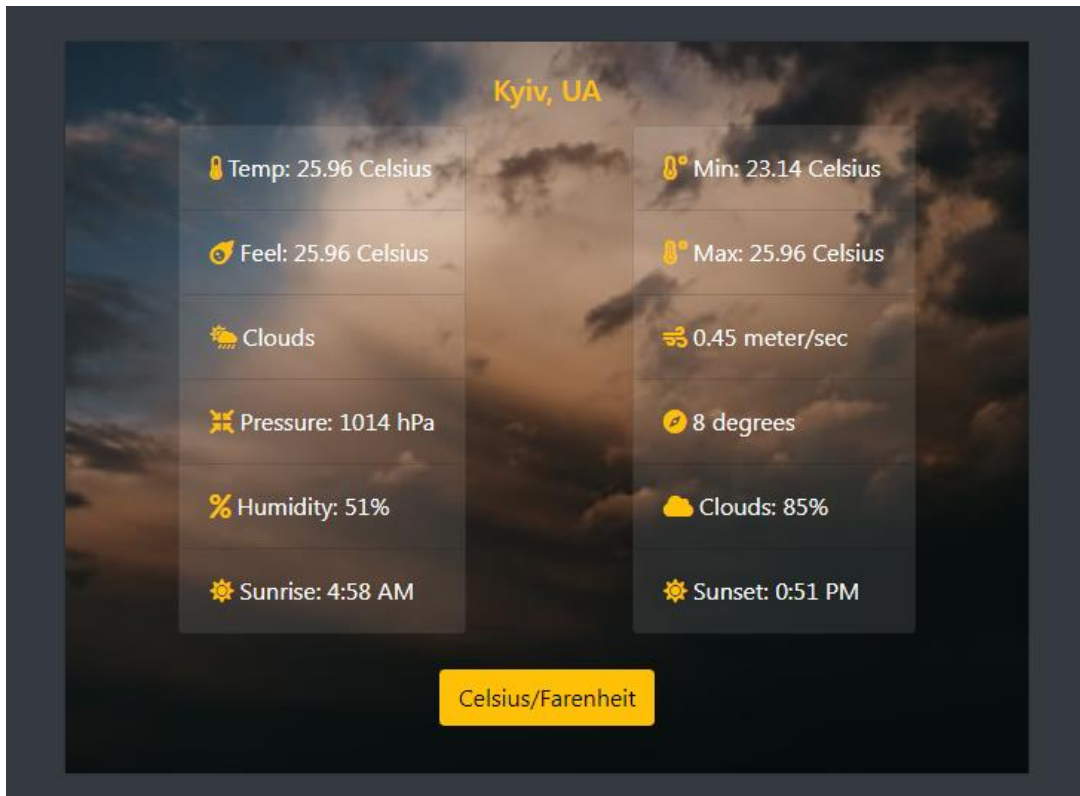 Kyiv, UA
Temp: 25.96 Celsius
Feel: 25.96 Celsius
Clouds
Pressure: 1014 hPa
Humidity: 51%
Sunrise: 4:58 AM
Min: 23.14 Celsius
Max: 25.96 Celsius
0.45 meter/sec
8 degrees
Clouds: 85%
Sunset: 0:51 PM
Celsius/Farenheit